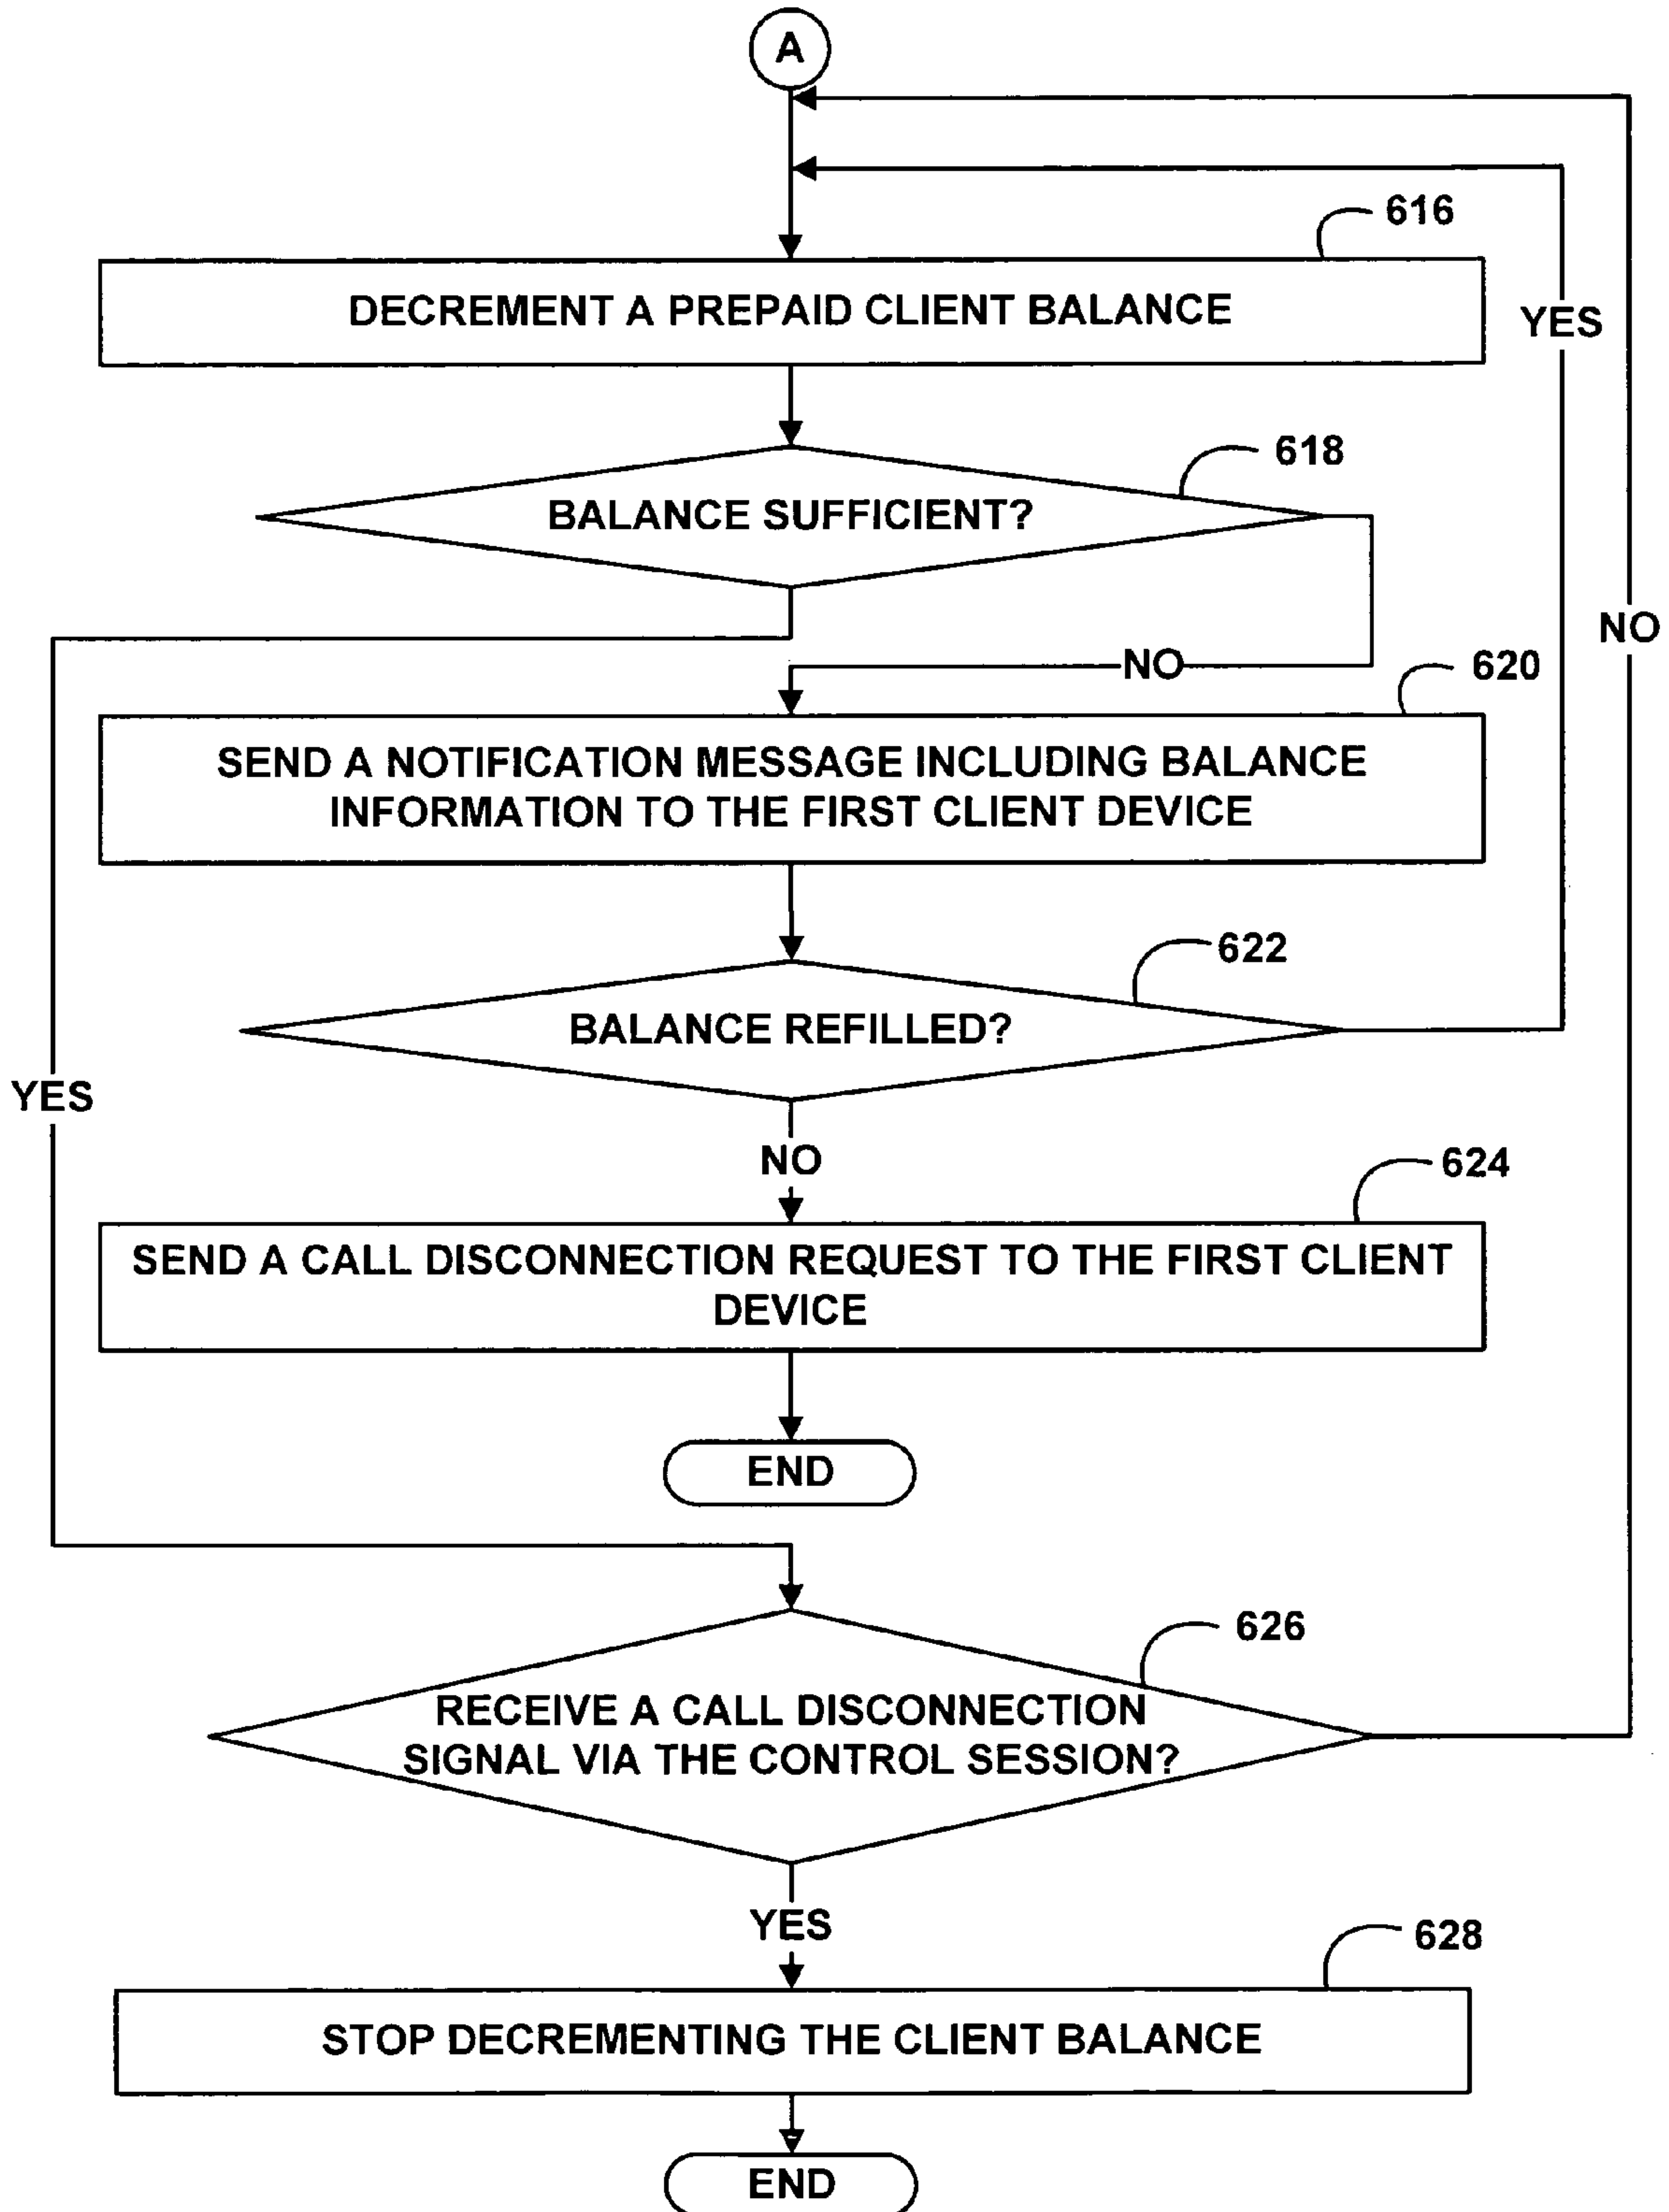 A
616
DECREMENT A PREPAID CLIENT BALANCE
YES
618
BALANCE SUFFICIENT?
NO
NO
620
SEND A NOTIFICATION MESSAGE INCLUDING BALANCE
INFORMATION TO THE FIRST CLIENT DEVICE
622
BALANCE REFILLED?
YES
NO
624
SEND A CALL DISCONNECTION REQUEST TO THE FIRST CLIENT
DEVICE
END
626
RECEIVE A CALL DISCONNECTION
SIGNAL VIA THE CONTROL SESSION?
YES
628
STOP DECREMENTING THE CLIENT BALANCE
END